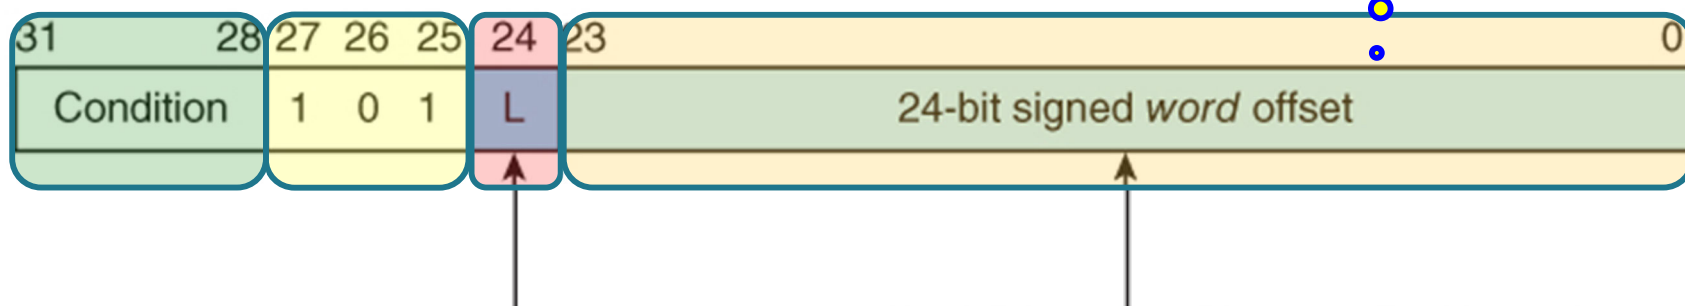 31 28 27 26 25 24 23 0
Condition 1 0 1 L 24-bit signed word offset